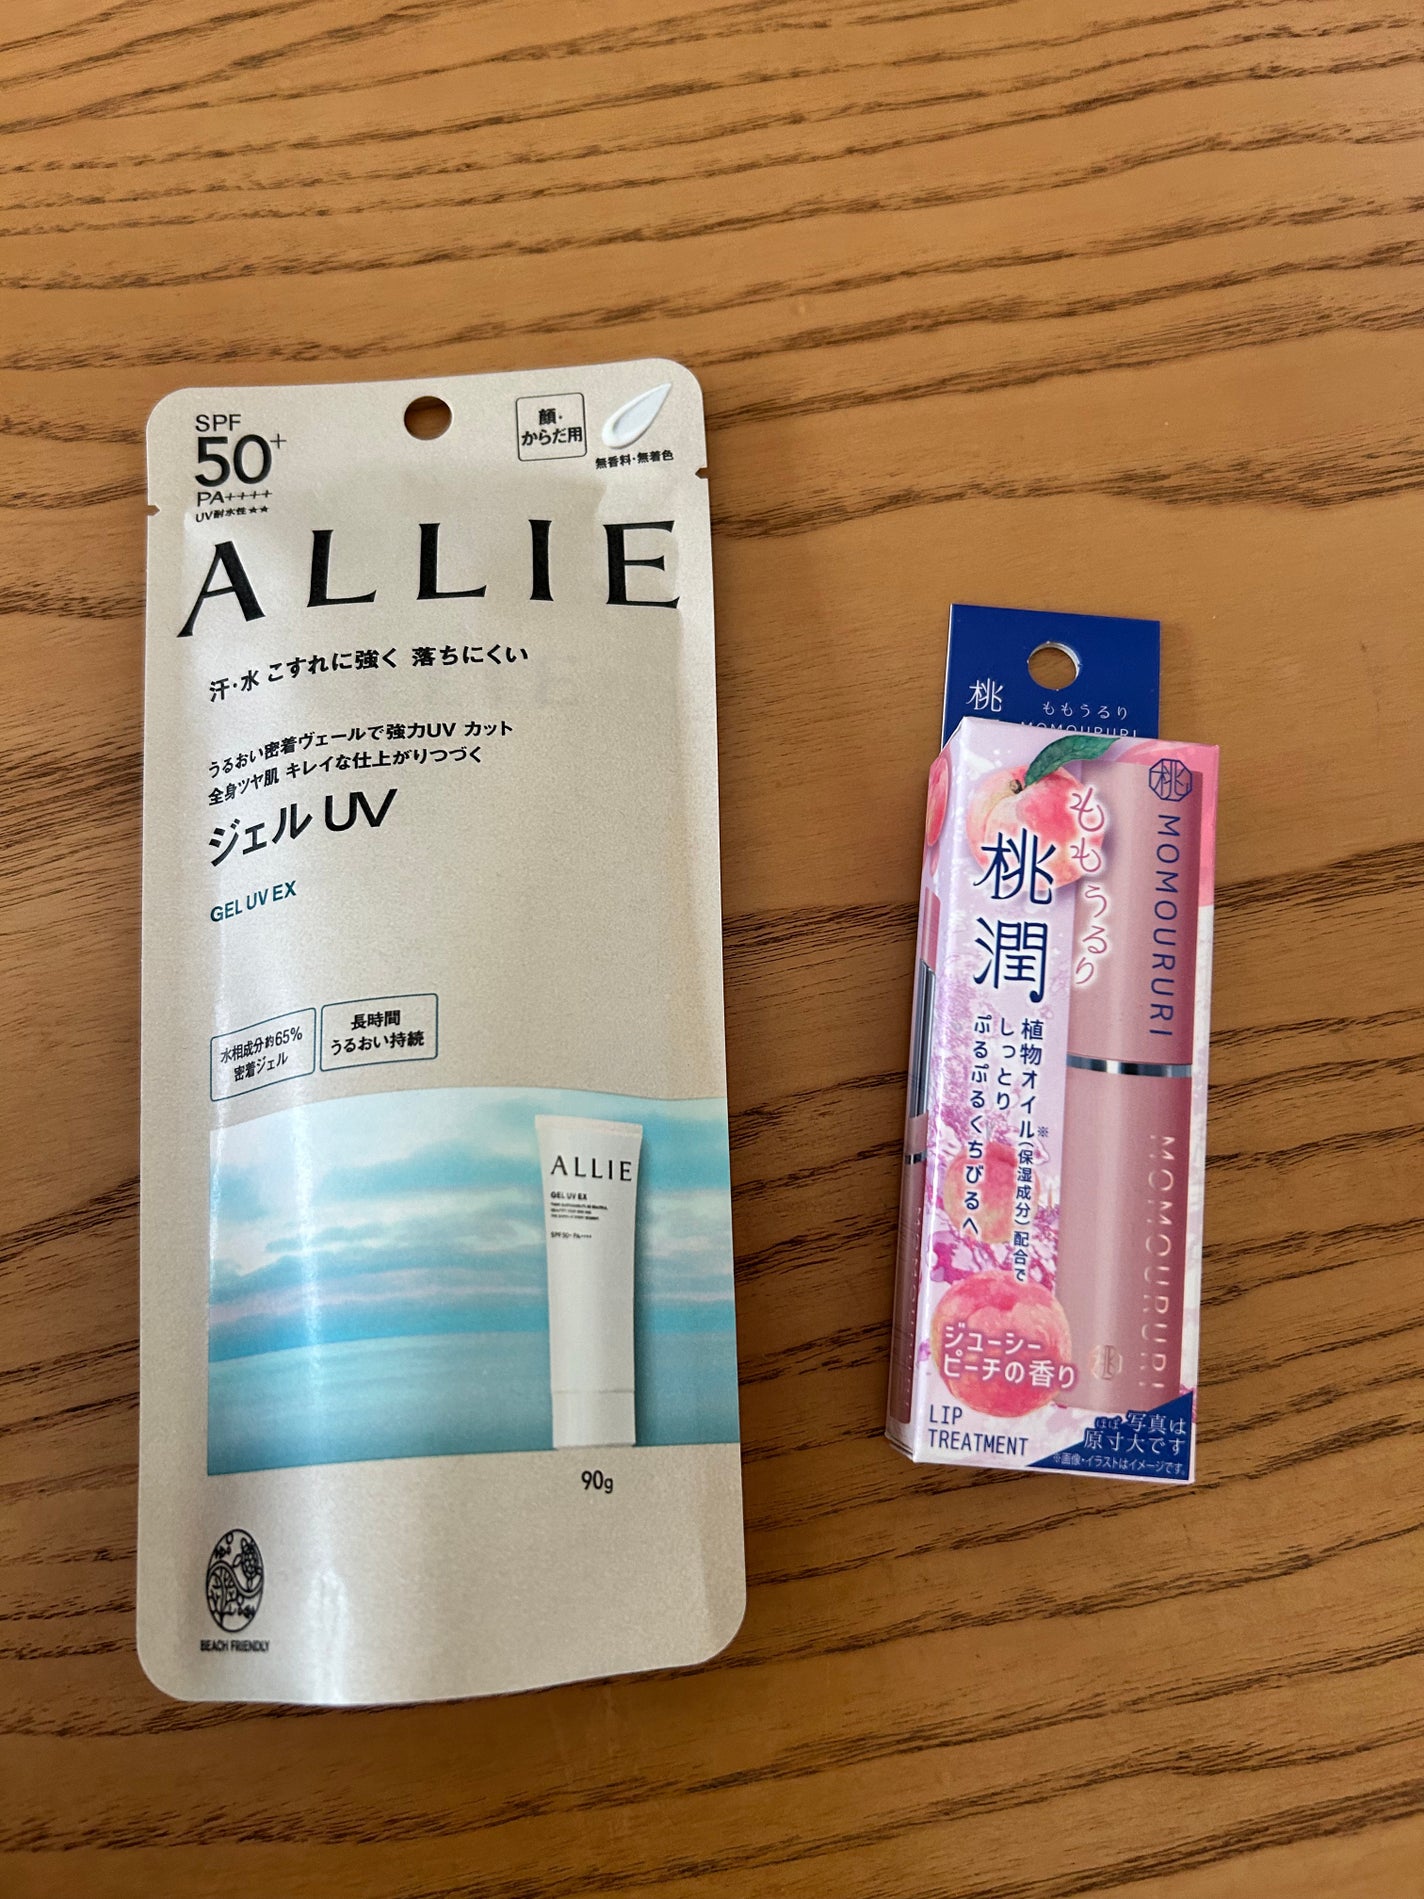 SPF
50+
PA++++
UV耐水性★★
顔・
からだ用
無香料・無着色
ALLIE
汗・水 こすれに強く 落ちにくい
うるおい密着ヴェールで強力UV カット
全身ツヤ肌 キレイな仕上がりつづく
ジェル UV
GEL UV EX
水相成分約65%
密着ジェル
長時間
うるおい持続
ALLIE
GEL UV EX
SPF50+ PA++++
90g
BEACH FRIENDLY
桃
ももうるり
MOMOURURI
桃
MOMOURURI
ももうるり
桃潤
植物オイル※(保湿成分)配合で
しっとり
ぷるぷるくちびるへ
MOMOURURI
桃
ジューシー
ピーチの香り
LIP
TREATMENT
ほぼ 写真は
原寸大です
※画像・イラストはイメージです。